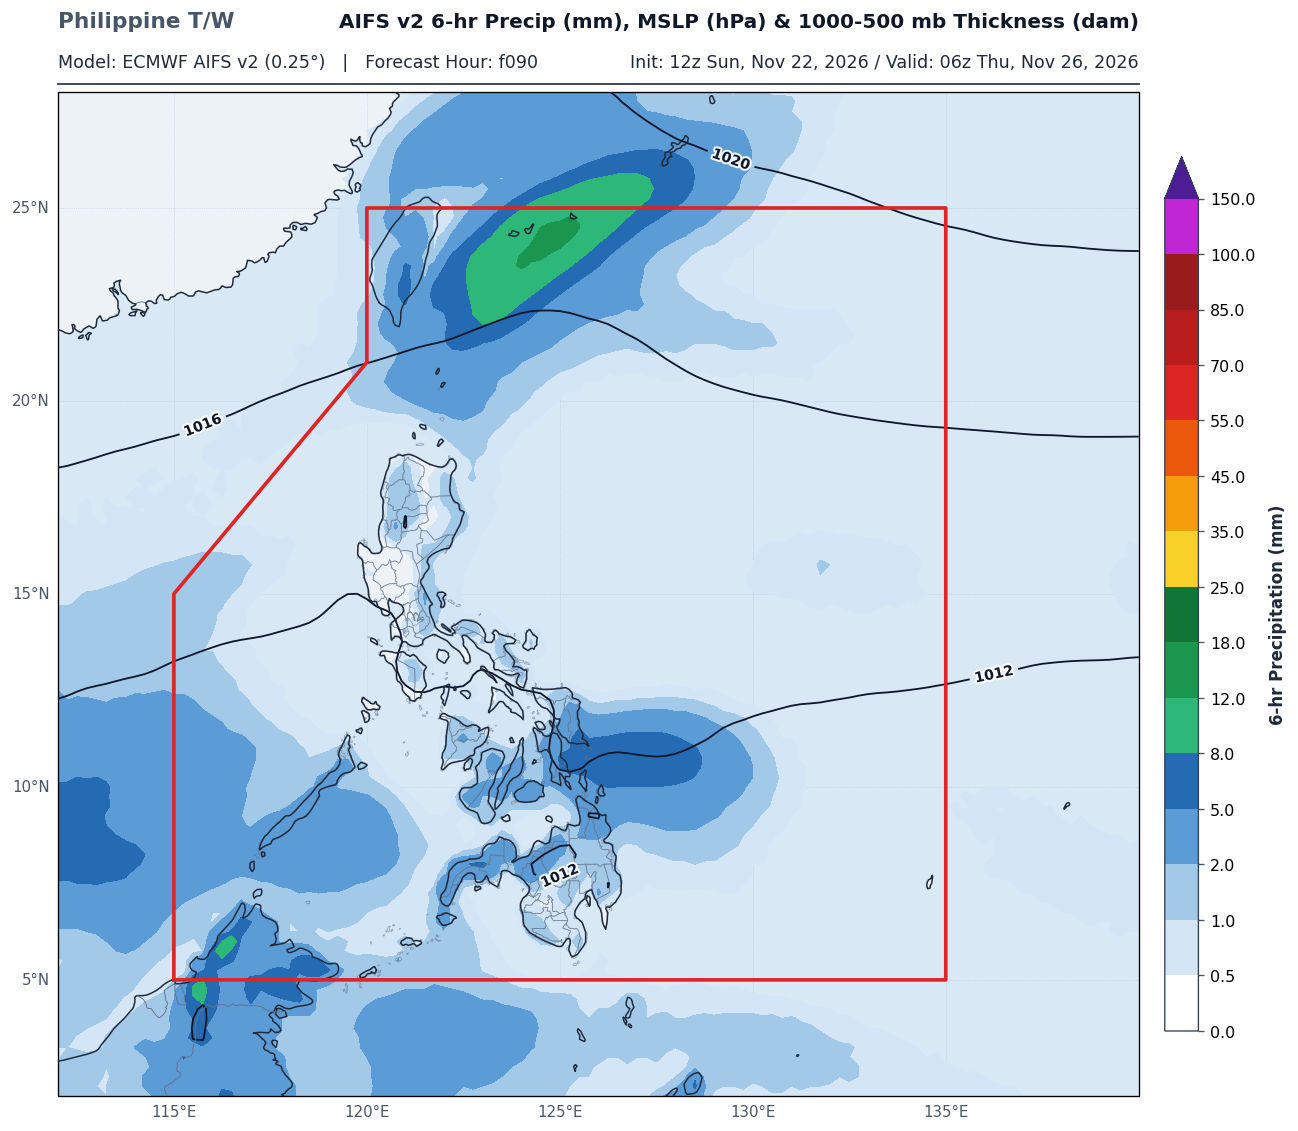 Philippine T/W
AIFS v2 6-hr Precip (mm), MSLP (hPa) & 1000-500 mb Thickness (dam)
Model: ECMWF AIFS v2 (0.25°) | Forecast Hour: f090
Init: 12z Sun, Nov 22, 2026 / Valid: 06z Thu, Nov 26, 2026
1020
25°N
1016
20°N
15°N
1012
10°N
1012
5°N
115°E
120°E
125°E
130°E
135°E
150.0
100.0
85.0
70.0
55.0
45.0
35.0
25.0
18.0
12.0
8.0
5.0
2.0
1.0
0.5
0.0
6-hr Precipitation (mm)